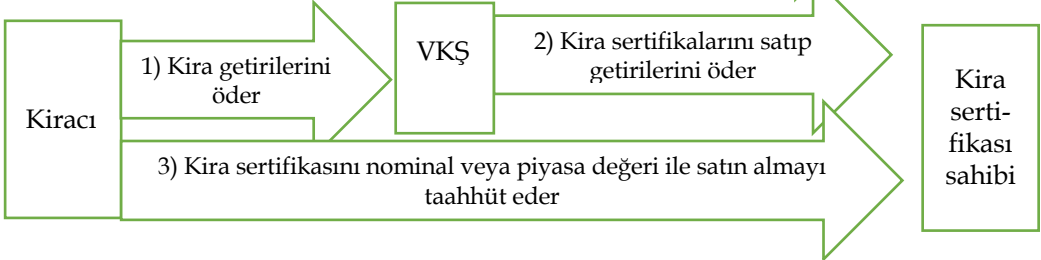 Kiracı
1) Kira getirilerini
öder
VKŞ
2) Kira sertifikalarını satıp
getirilerini öder
3) Kira sertifikasını nominal veya piyasa değeri ile satın almayı
taahhüt eder
Kira
serti-
fikası
sahibi